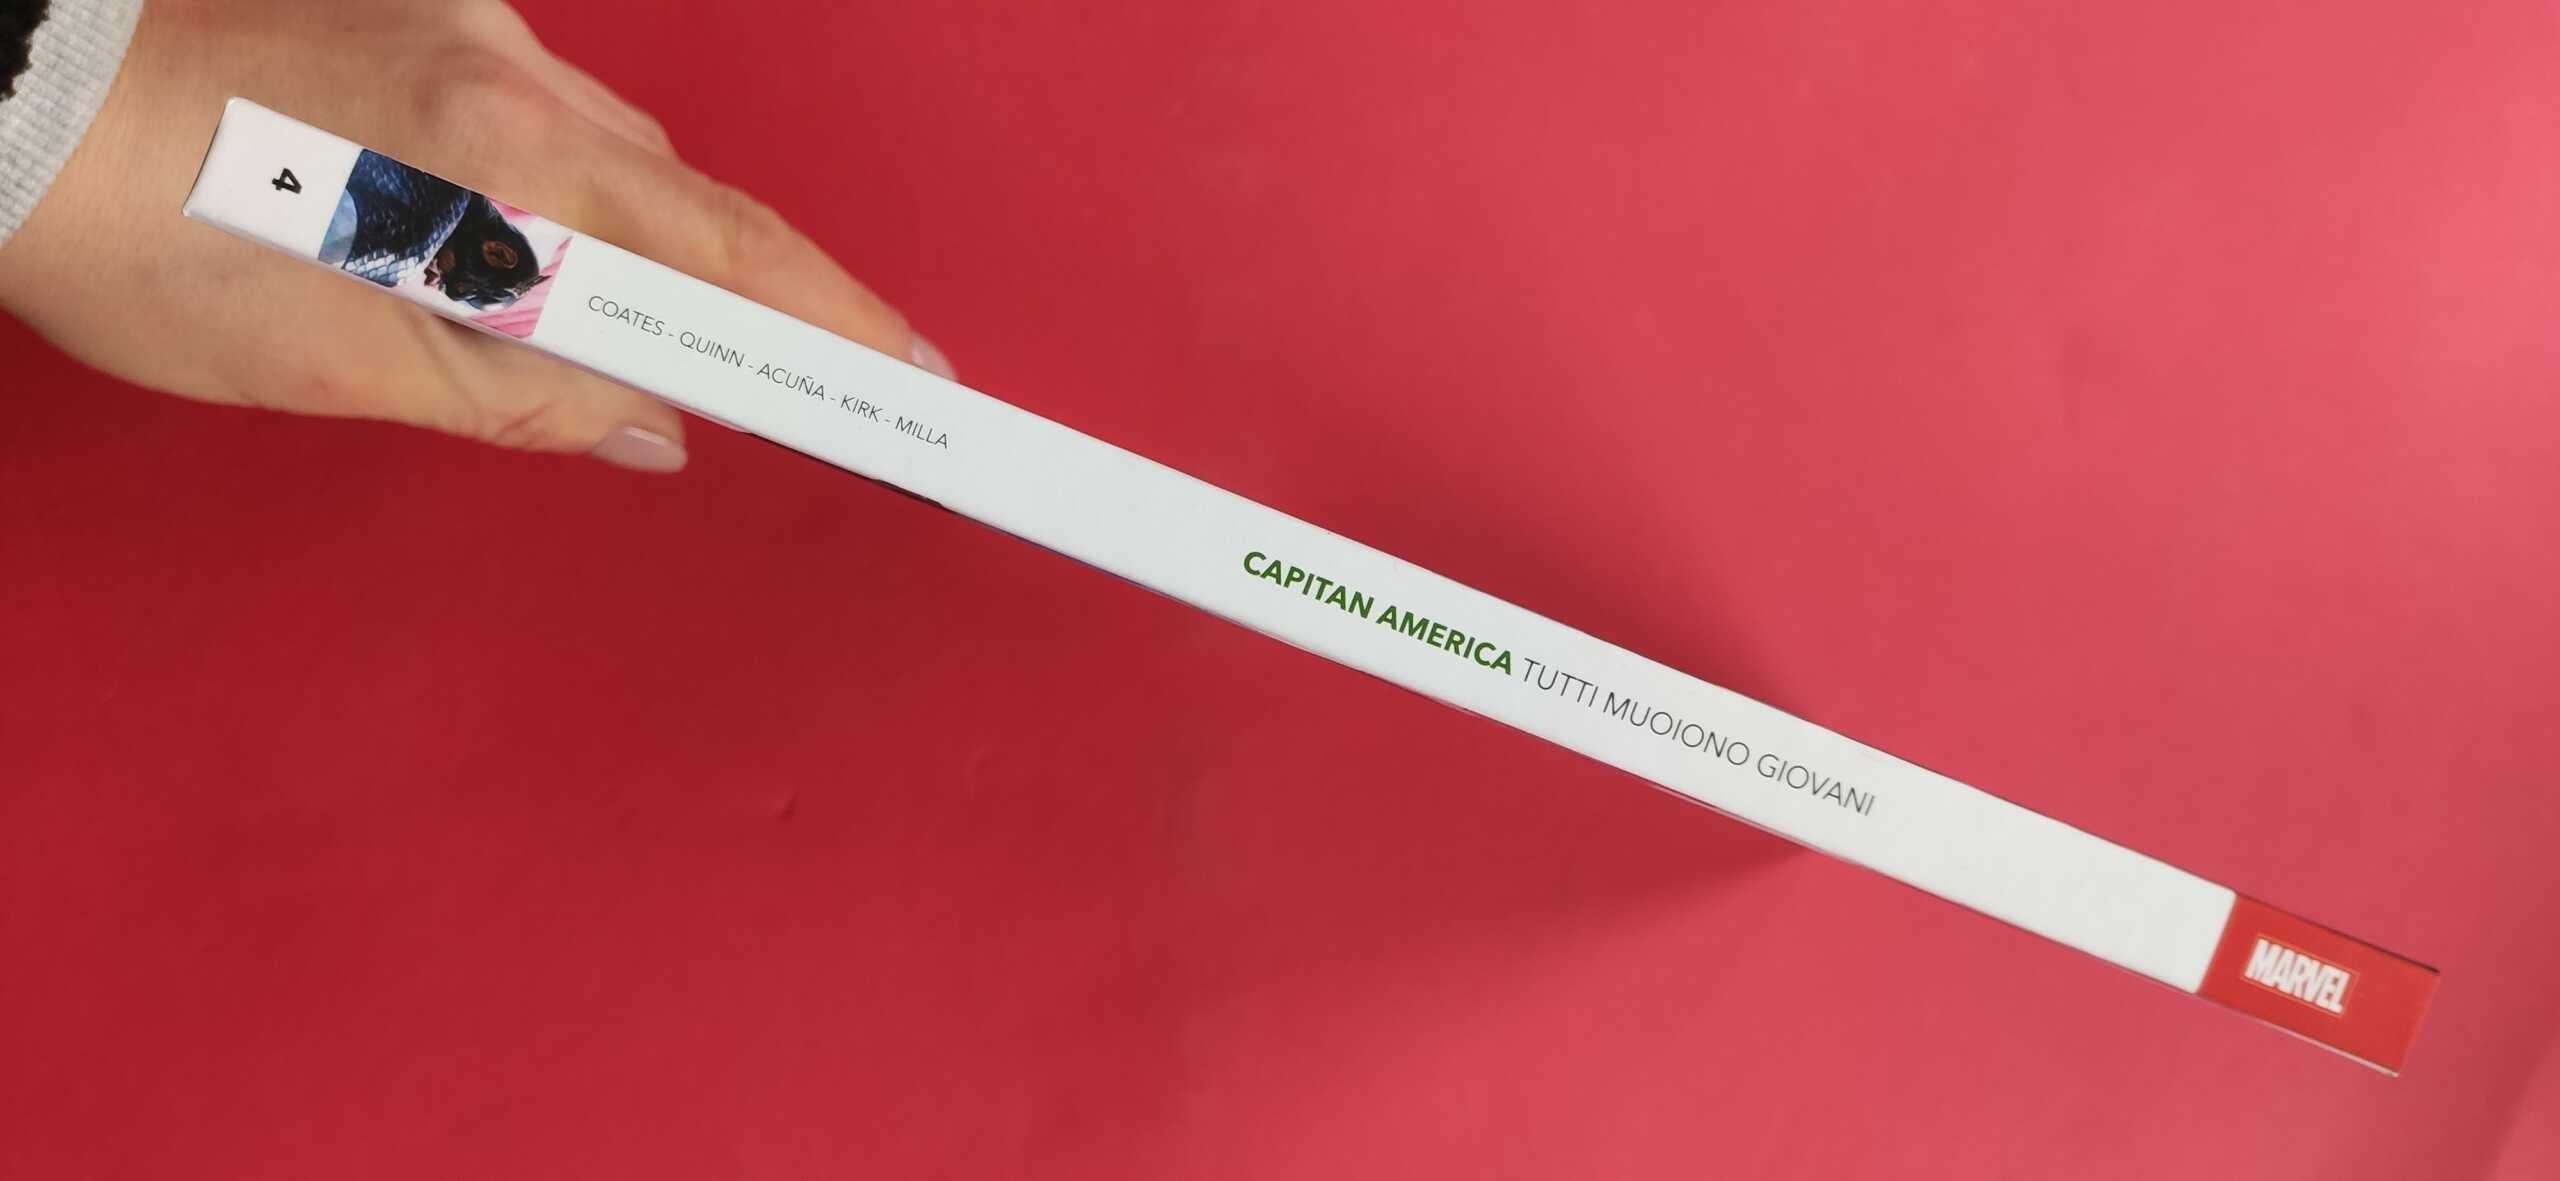 4
COATES - QUINN - ACUÑA - KIRK - MILLA
CAPITAN AMERICA TUTTI MUOIONO GIOVANI
MARVEL